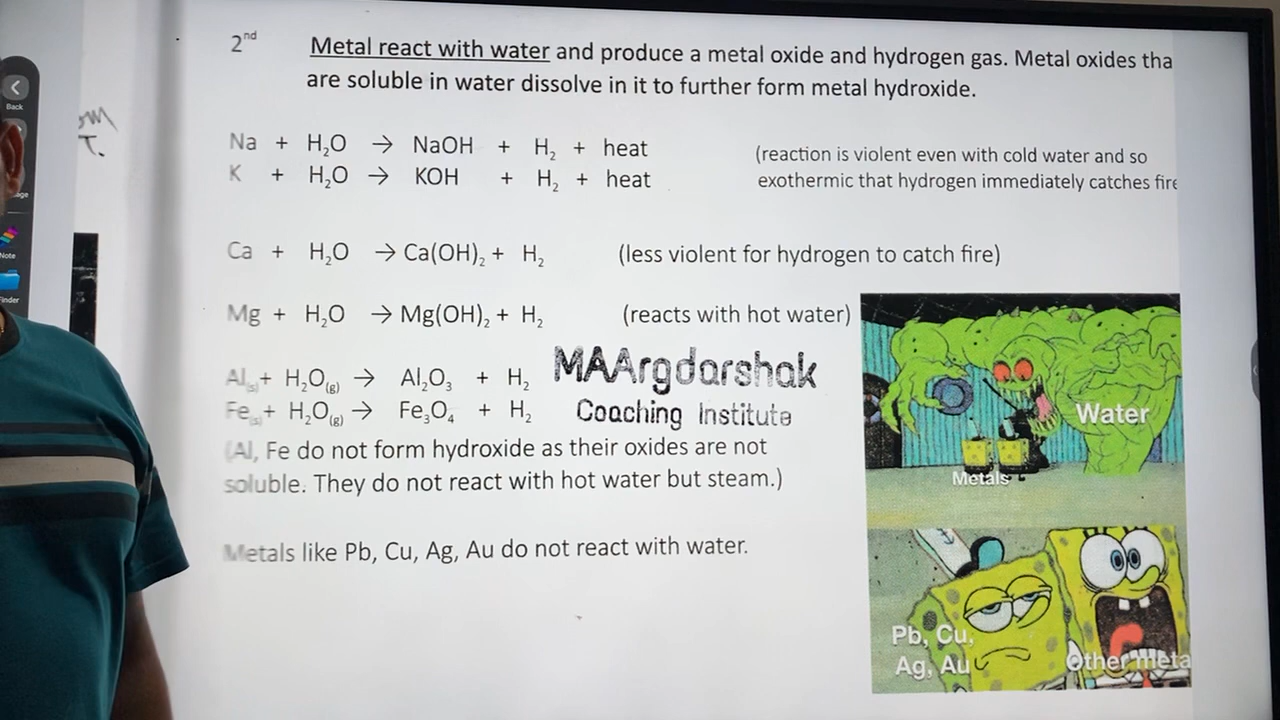 2nd Metal react with water and produce a metal oxide and hydrogen gas. Metal oxides tha
are soluble in water dissolve in it to further form metal hydroxide.
Na + H₂O → NaOH + H₂ + heat
K + H₂O → KOH + H₂ + heat
(reaction is violent even with cold water and so
exothermic that hydrogen immediately catches fire
Ca + H₂O → Ca(OH)₂ + H₂ (less violent for hydrogen to catch fire)
Mg + H₂O → Mg(OH)₂ + H₂ (reacts with hot water)
Al(s) + H₂O(g) → Al₂O₃ + H₂
Fe(s) + H₂O(g) → Fe₃O₄ + H₂
MAArgdarshak
Coaching Institute
(Al, Fe do not form hydroxide as their oxides are not
soluble. They do not react with hot water but steam.)
Metals like Pb, Cu, Ag, Au do not react with water.
Water
Metals
Pb, Cu,
Ag, Au
Other meta
Back
Note
T.